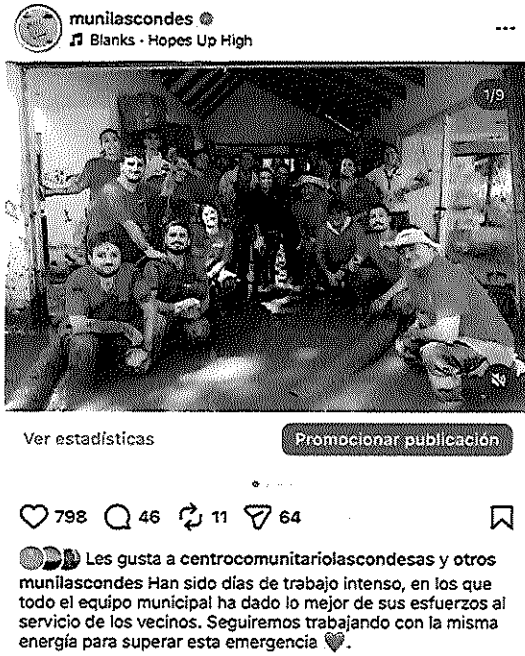 munilascondes
Blanks · Hopes Up High
1/9
Ver estadísticas
Promocionar publicación
798 46 11 64
Les gusta a centrocomunitariolascondesas y otros
munilascondes Han sido días de trabajo intenso, en los que
todo el equipo municipal ha dado lo mejor de sus esfuerzos al
servicio de los vecinos. Seguiremos trabajando con la misma
energía para superar esta emergencia 🖤.